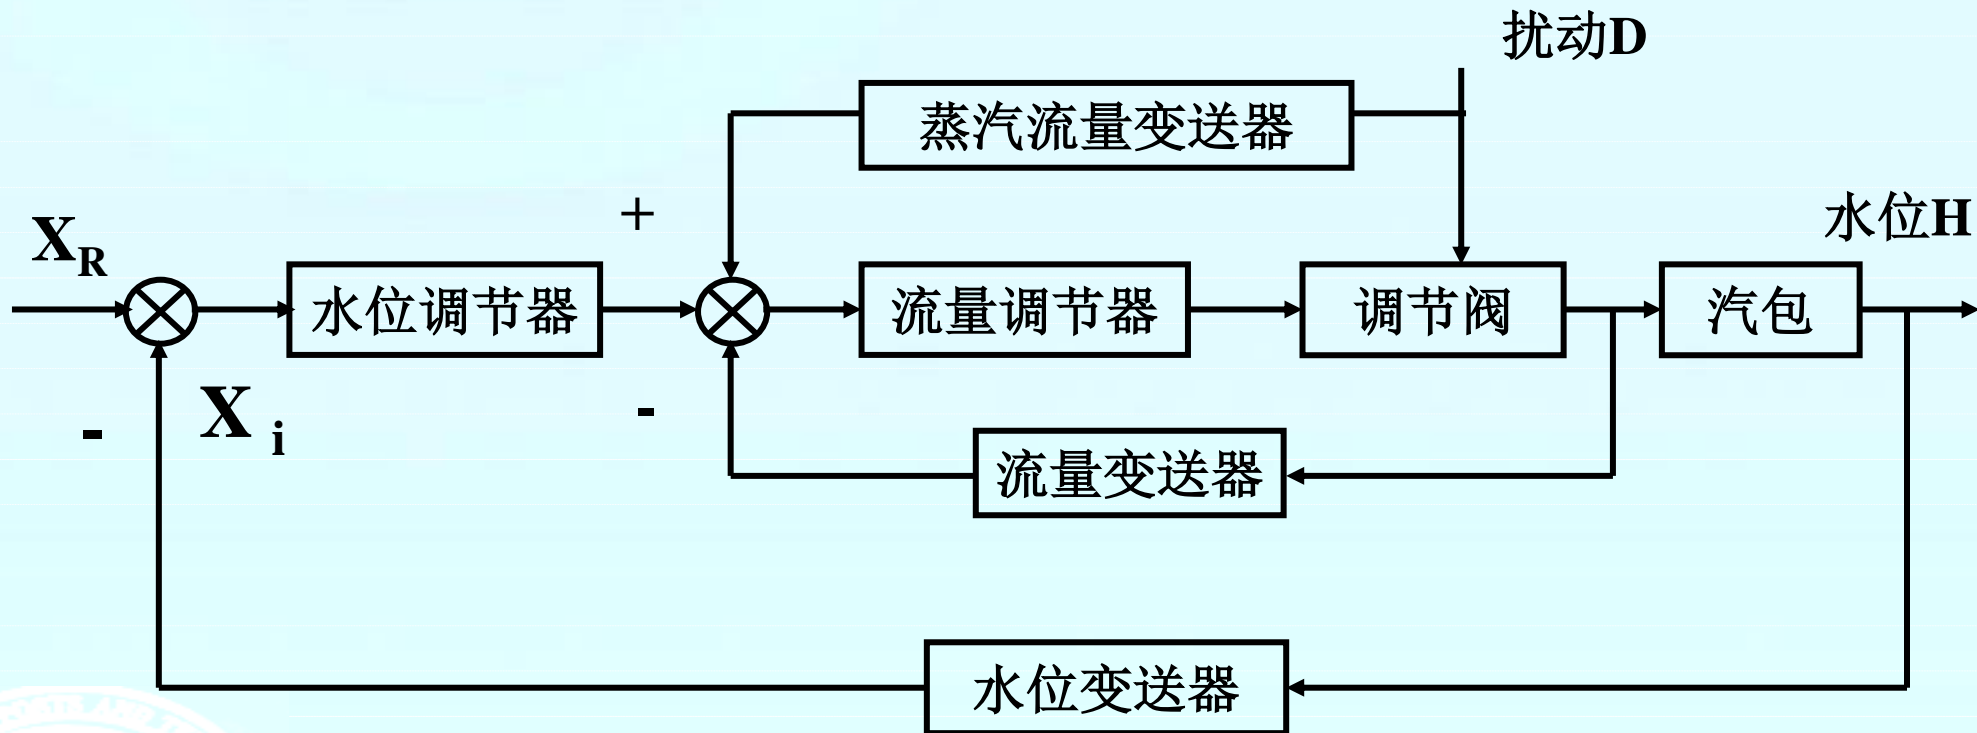 扰动D
蒸汽流量变送器
+
水位H
X_R
水位调节器
流量调节器
调节阀
汽包
-
X i
-
流量变送器
水位变送器